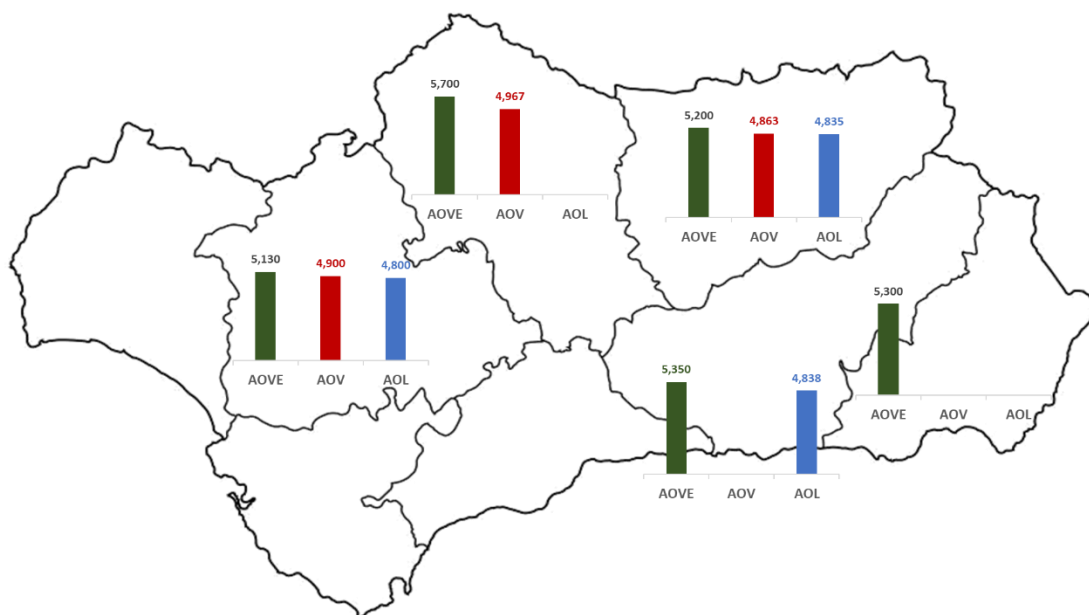 5,700
4,967
AOVE AOV AOL
5,200
4,863
4,835
AOVE AOV AOL
5,130
4,900
4,800
AOVE AOV AOL
5,300
AOVE AOV AOL
5,350
4,838
AOVE AOV AOL